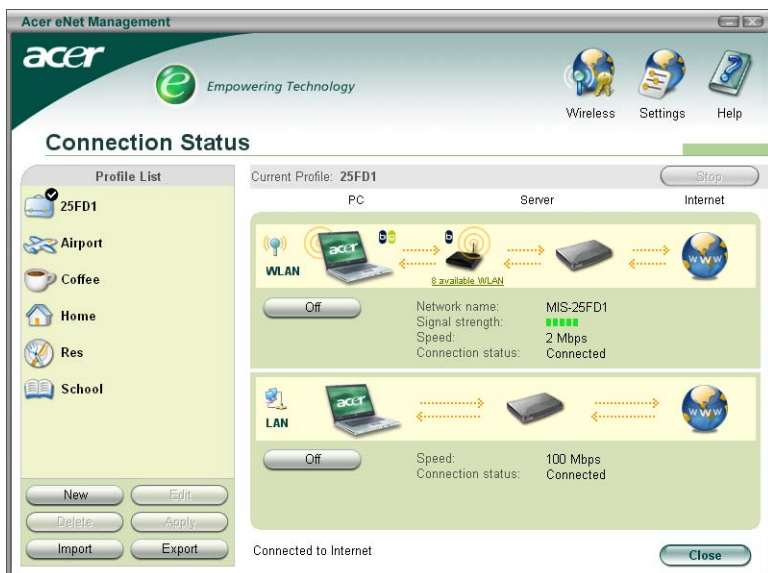 Acer eNet Management
acer
e Empowering Technology
Wireless Settings Help
Connection Status
Profile List
25FD1
Airport
Coffee
Home
Res
School
New Edit
Delete Apply
Import Export
Current Profile: 25FD1 Stop
PC Server Internet
WLAN
acer
b g
b
8 available WLAN
WWW
Off
Network name: MIS-25FD1
Signal strength:
Speed: 2 Mbps
Connection status: Connected
LAN
acer
WWW
Off
Speed: 100 Mbps
Connection status: Connected
Connected to Internet
Close